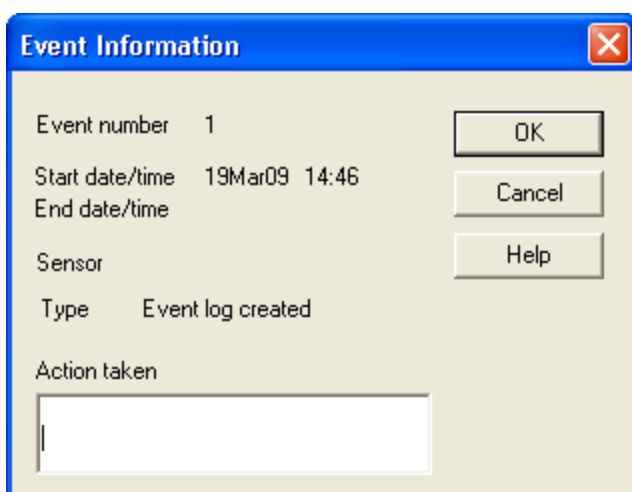 Event Information
Event number 1
OK
Start date/time 19Mar09 14:46
End date/time
Cancel
Sensor
Help
Type Event log created
Action taken